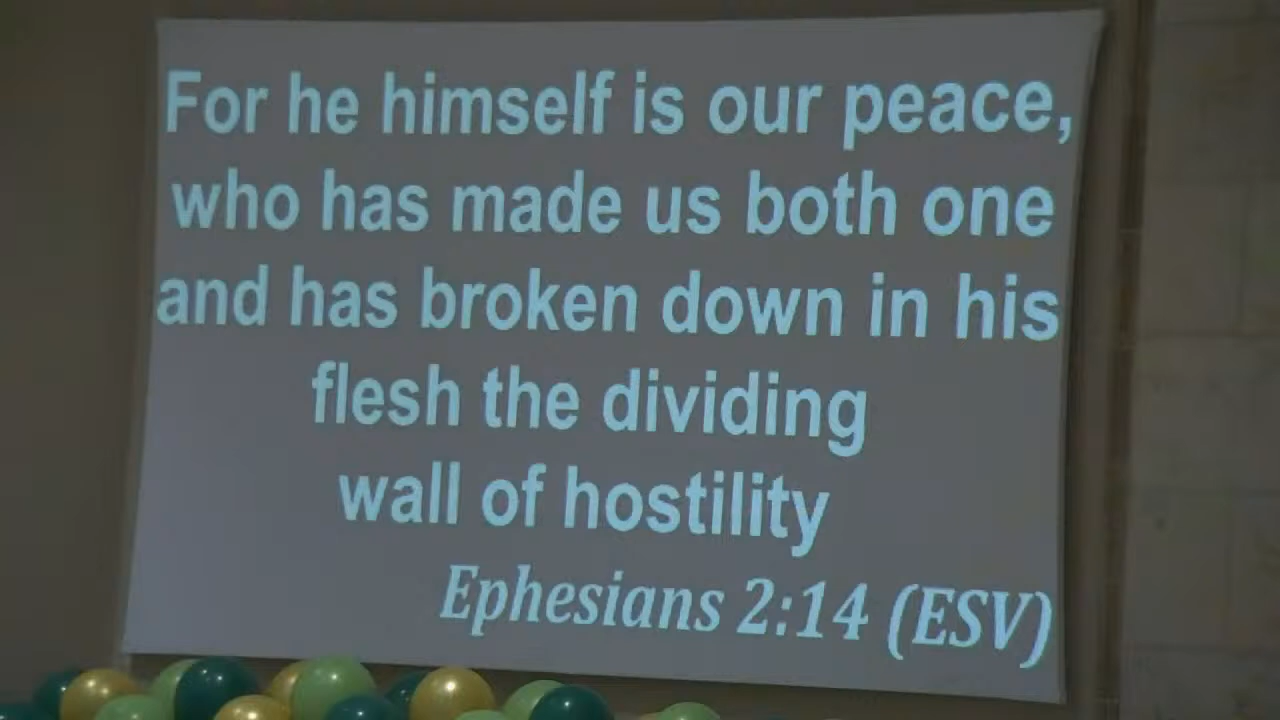 For he himself is our peace,
who has made us both one
and has broken down in his
flesh the dividing
wall of hostility
Ephesians 2:14 (ESV)